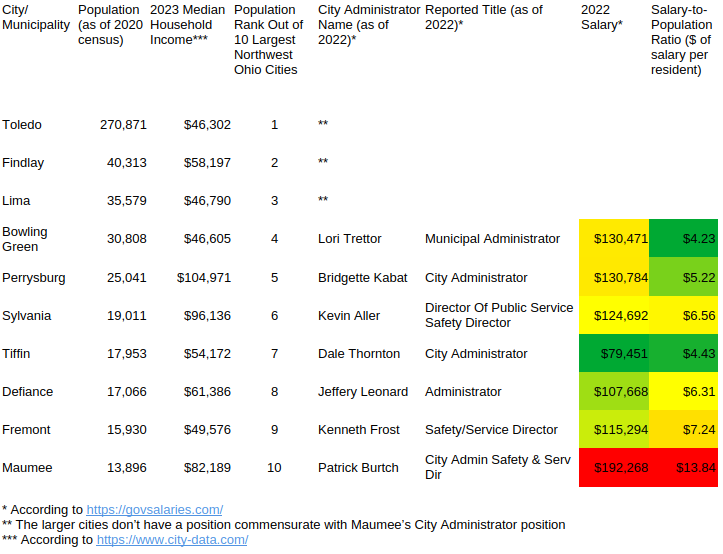 City/ Population 2023 Median Population City Administrator Reported Title (as of 2022 Salary-to-
Municipality (as of 2020 Household Rank Out of Name (as of 2022)* Salary* Population
census) Income*** 10 Largest 2022)* Ratio ($ of
Northwest salary per
Ohio Cities resident)
Toledo 270,871 $46,302 1 **
Findlay 40,313 $58,197 2 **
Lima 35,579 $46,790 3 **
Bowling
Green 30,808 $46,605 4 Lori Trettor Municipal Administrator $130,471 $4.23
Perrysburg 25,041 $104,971 5 Bridgette Kabat City Administrator $130,784 $5.22
Sylvania 19,011 $96,136 6 Kevin Aller Director Of Public Service $124,692 $6.56
Safety Director
Tiffin 17,953 $54,172 7 Dale Thornton City Administrator $79,451 $4.43
Defiance 17,066 $61,386 8 Jeffery Leonard Administrator $107,668 $6.31
Fremont 15,930 $49,576 9 Kenneth Frost Safety/Service Director $115,294 $7.24
Maumee 13,896 $82,189 10 Patrick Burtch City Admin Safety & Serv $192,268 $13.84
Dir
* According to https://govsalaries.com/
** The larger cities don’t have a position commensurate with Maumee’s City Administrator position
*** According to https://www.city-data.com/